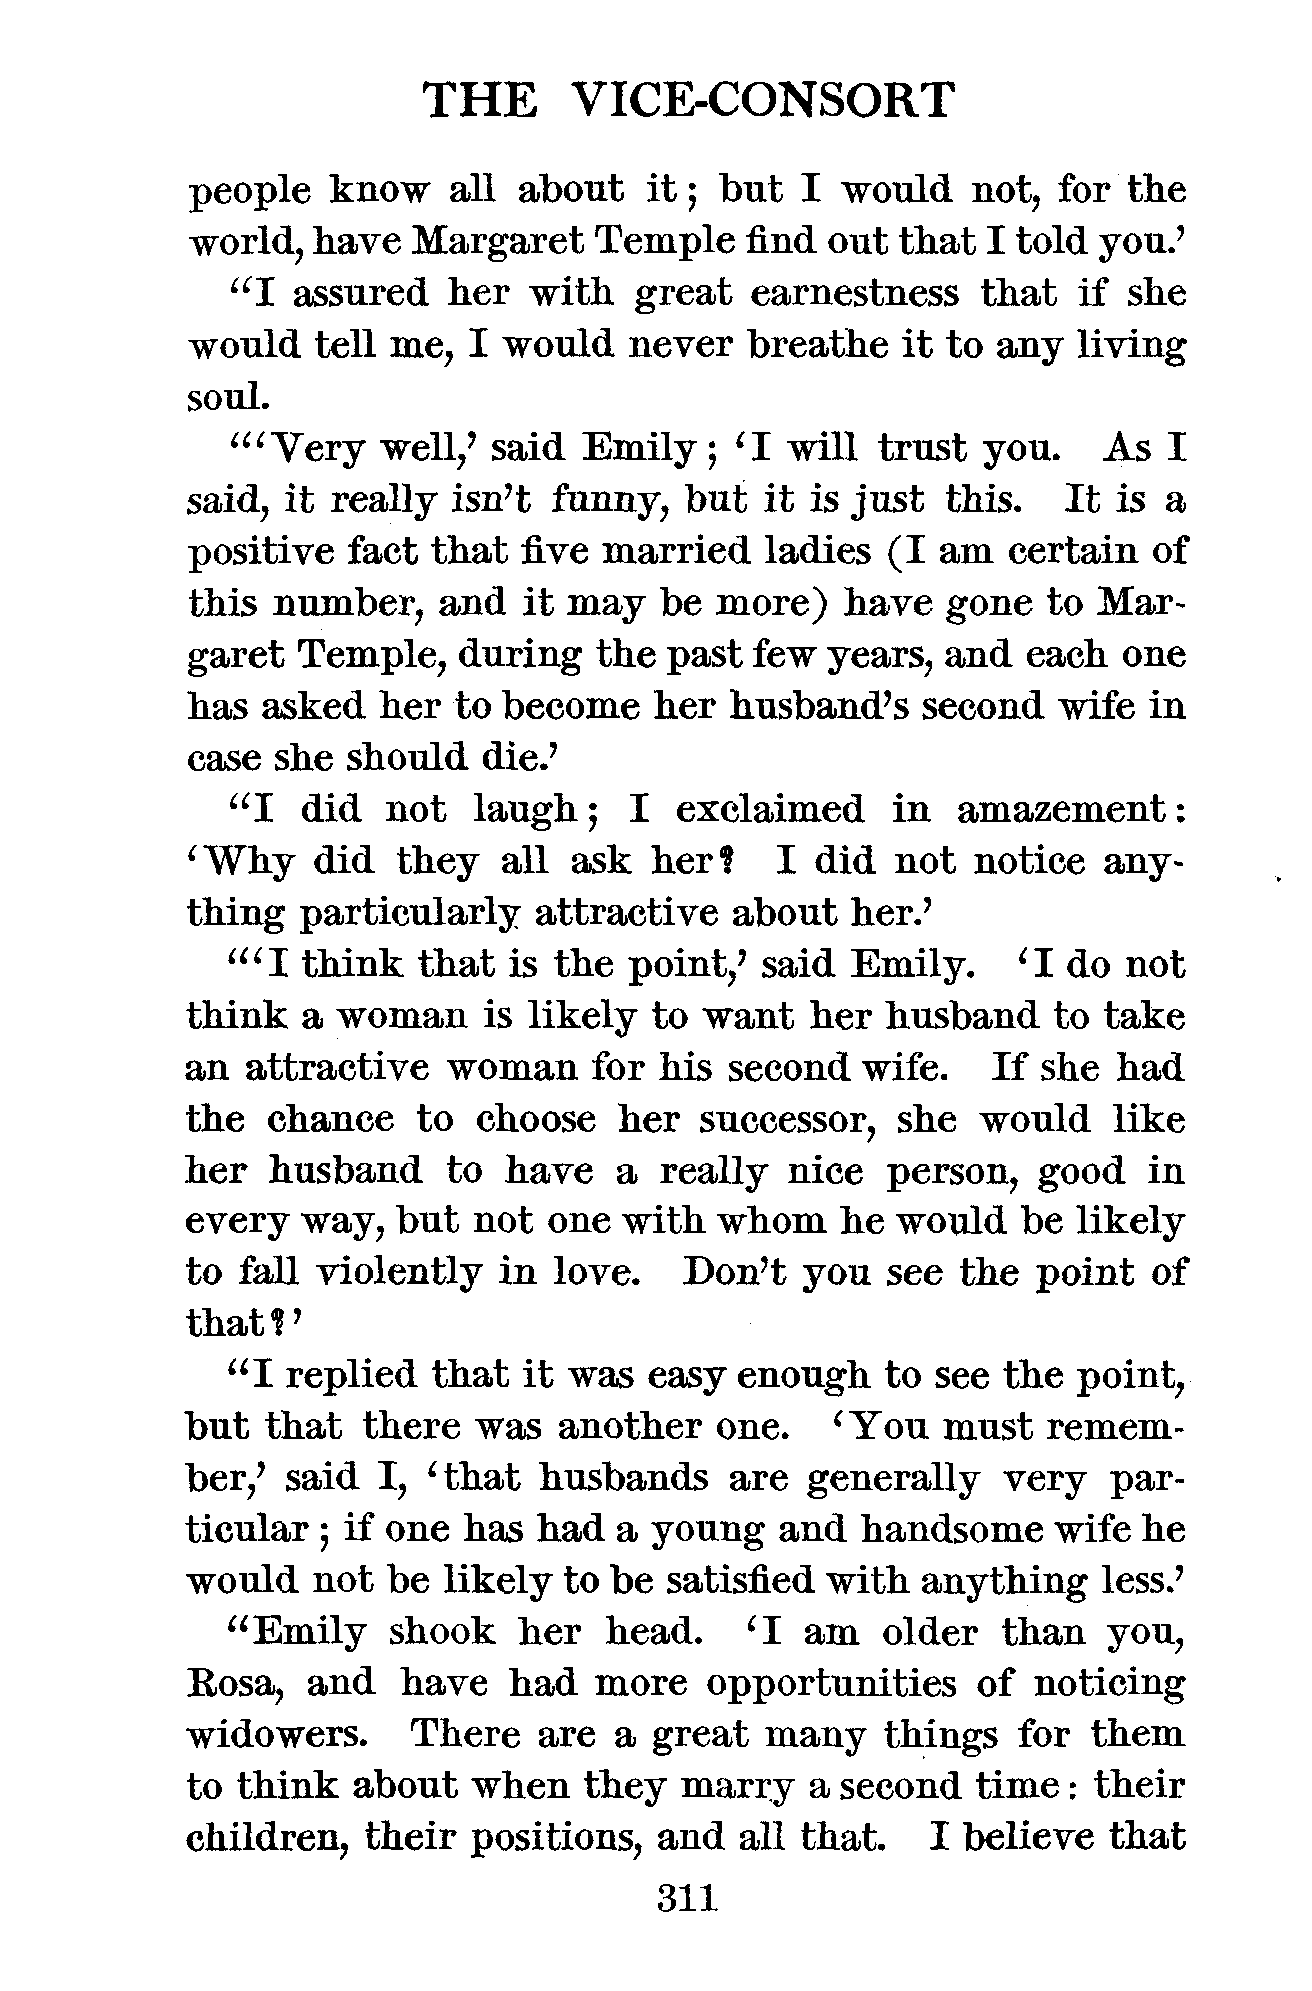 THE VICE-CONSORT
people know all about it; but I would not, for the
world, have Margaret Temple find out that I told you.’
“I assured her with great earnestness that if she
would tell me, I would never breathe it to any living
soul.
“‘Very well,’ said Emily; ‘I will trust you. As I
said, it really isn’t funny, but it is just this. It is a
positive fact that five married ladies (I am certain of
this number, and it may be more) have gone to Mar-
garet Temple, during the past few years, and each one
has asked her to become her husband’s second wife in
case she should die.’
“I did not laugh; I exclaimed in amazement:
‘Why did they all ask her? I did not notice any-
thing particularly attractive about her.’
“‘I think that is the point,’ said Emily. ‘I do not
think a woman is likely to want her husband to take
an attractive woman for his second wife. If she had
the chance to choose her successor, she would like
her husband to have a really nice person, good in
every way, but not one with whom he would be likely
to fall violently in love. Don’t you see the point of
that?’
“I replied that it was easy enough to see the point,
but that there was another one. ‘You must remem-
ber,’ said I, ‘that husbands are generally very par-
ticular; if one has had a young and handsome wife he
would not be likely to be satisfied with anything less.’
“Emily shook her head. ‘I am older than you,
Rosa, and have had more opportunities of noticing
widowers. There are a great many things for them
to think about when they marry a second time: their
children, their positions, and all that. I believe that
311